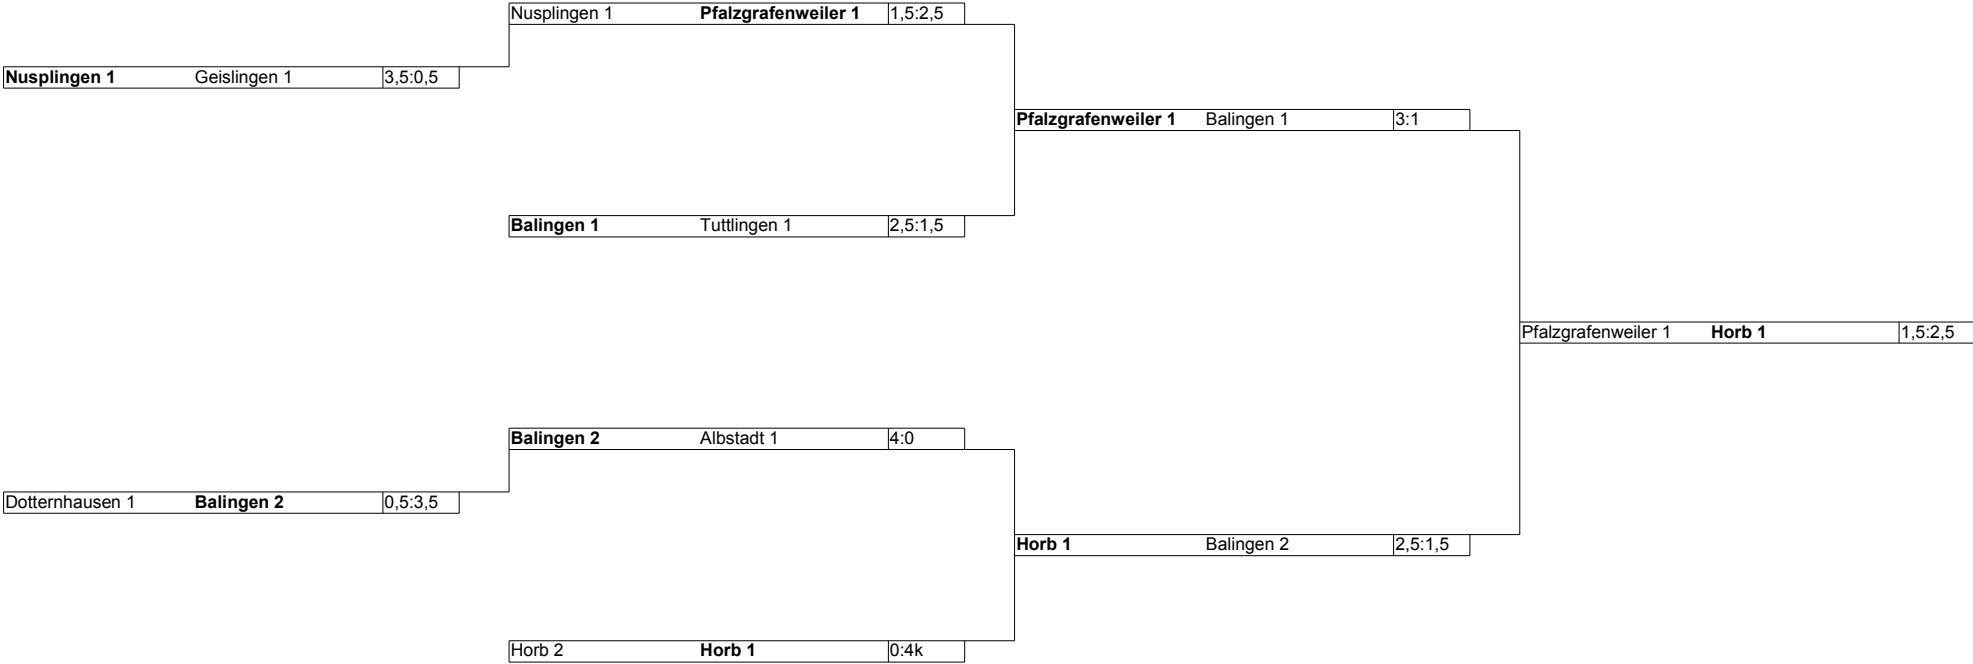 Nusplingen 1 Pfalzgrafenweiler 1 1,5:2,5
Nusplingen 1 Geislingen 1 3,5:0,5
Pfalzgrafenweiler 1 Balingen 1 3:1
Balingen 1 Tuttlingen 1 2,5:1,5
Pfalzgrafenweiler 1 Horb 1 1,5:2,5
Balingen 2 Albstadt 1 4:0
Dotternhausen 1 Balingen 2 0,5:3,5
Horb 1 Balingen 2 2,5:1,5
Horb 2 Horb 1 0:4k